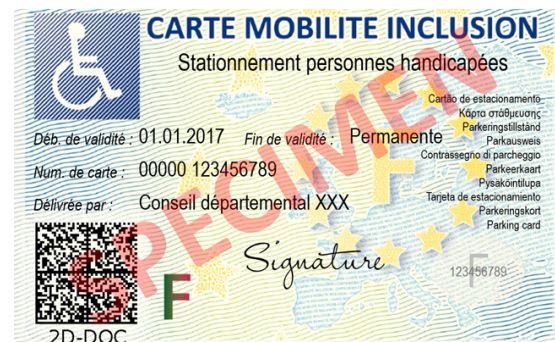 CARTE MOBILITE INCLUSION
Stationnement personnes handicapées
Cartão de estacionamento
Κάρτα στάθμευσης
Parkeringstillstånd
Parkausweis
Contrassegno di parcheggio
Parkeerkaart
Pysäköintilupa
Tarjeta de estacionamiento
Parkeringskort
Parking card
Déb. de validité : 01.01.2017 Fin de validité : Permanente
Num. de carte : 00000 123456789
Délivrée par : Conseil départemental XXX
SPECIMEN
F
Signature
F
F
123456789
2D-DOC